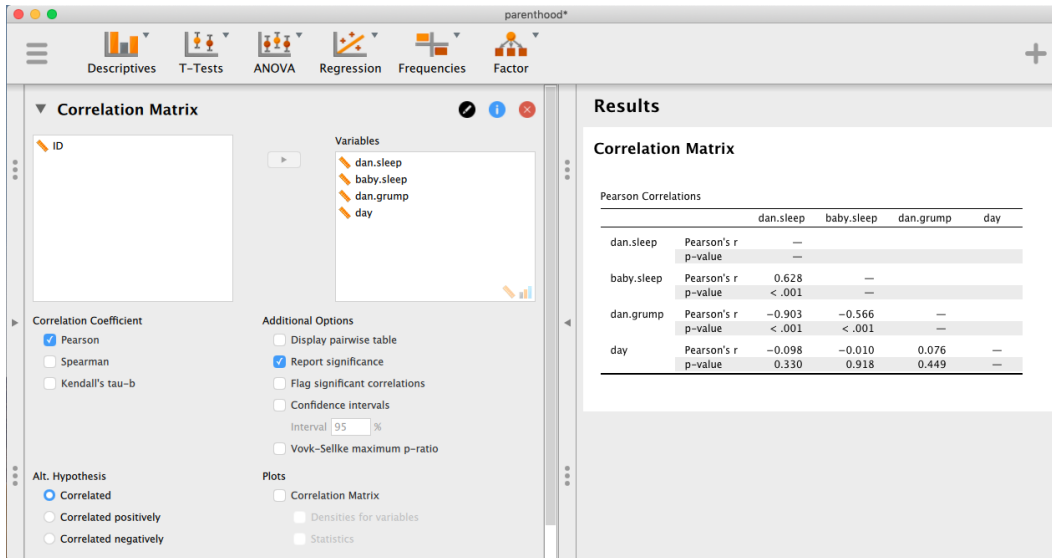 parenthood*
Descriptives T-Tests ANOVA Regression Frequencies Factor
Correlation Matrix
ID
Variables
dan.sleep
baby.sleep
dan.grump
day
Correlation Coefficient
Pearson
Spearman
Kendall's tau-b
Additional Options
Display pairwise table
Report significance
Flag significant correlations
Confidence intervals
Interval 95 %
Vovk-Sellke maximum p-ratio
Alt. Hypothesis
Correlated
Correlated positively
Correlated negatively
Plots
Correlation Matrix
Densities for variables
Statistics
Results
Correlation Matrix
Pearson Correlations
dan.sleep baby.sleep dan.grump day
dan.sleep Pearson's r —
p-value —
baby.sleep Pearson's r 0.628 —
p-value < .001 —
dan.grump Pearson's r −0.903 −0.566 —
p-value < .001 < .001 —
day Pearson's r −0.098 −0.010 0.076 —
p-value 0.330 0.918 0.449 —